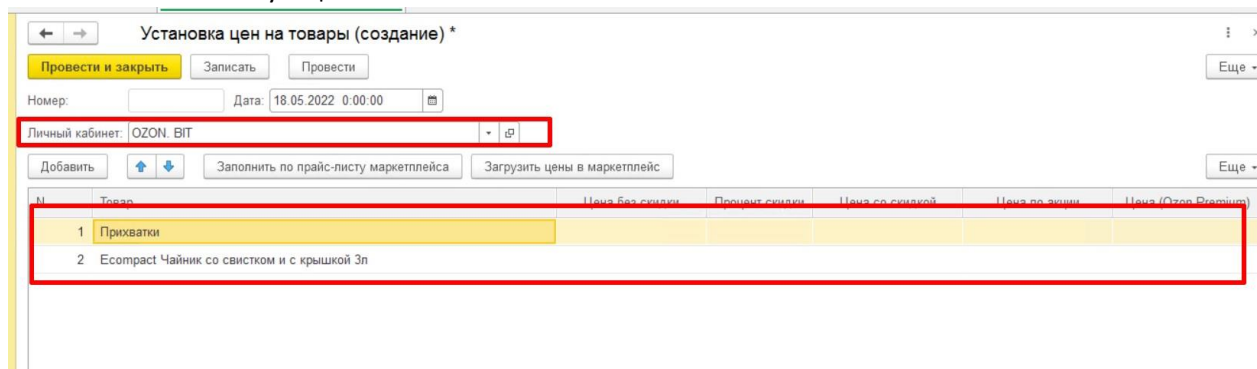 Установка цен на товары (создание) *
Провести и закрыть Записать Провести Еще
Номер: Дата: 18.05.2022 0:00:00
Личный кабинет: OZON. BIT
Добавить Заполнить по прайс-листу маркетплейса Загрузить цены в маркетплейс Еще
N Товар Цена без скидки Процент скидки Цена со скидкой Цена по акции Цена (Ozon Premium)
1 Прихватки
2 Ecompact Чайник со свистком и с крышкой 3л